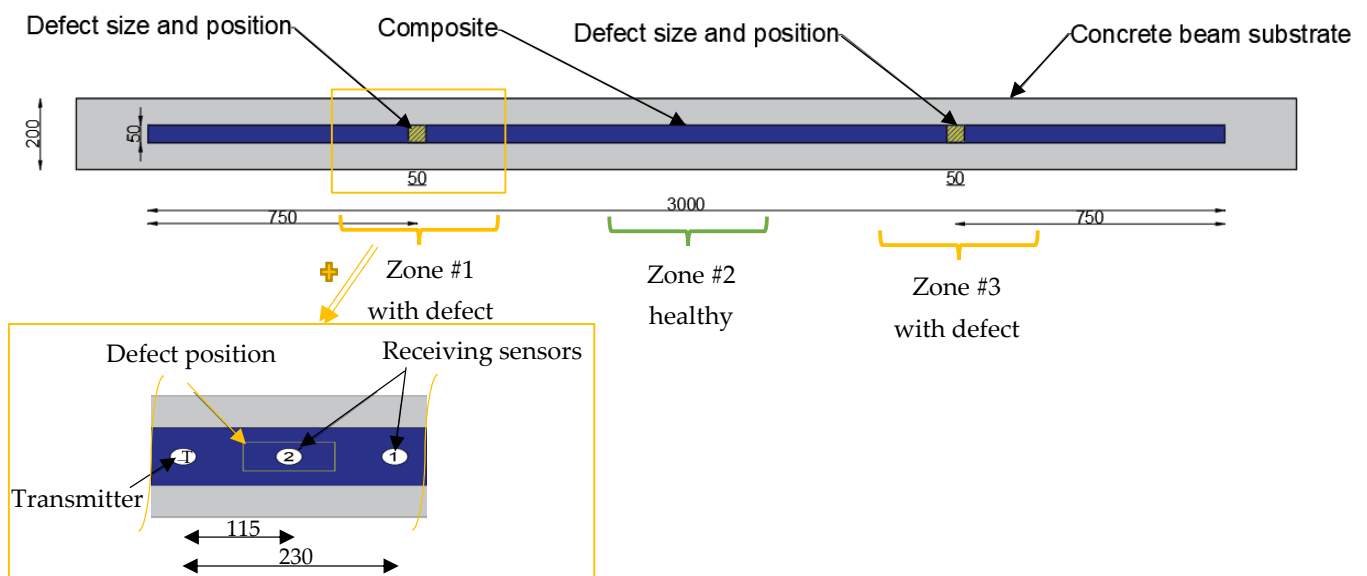 Defect size and position
Composite
Defect size and position
Concrete beam substrate
200
50
50
50
3000
750
750
Zone #1
with defect
Zone #2
healthy
Zone #3
with defect
Defect position
Receiving sensors
T
2
1
Transmitter
115
230